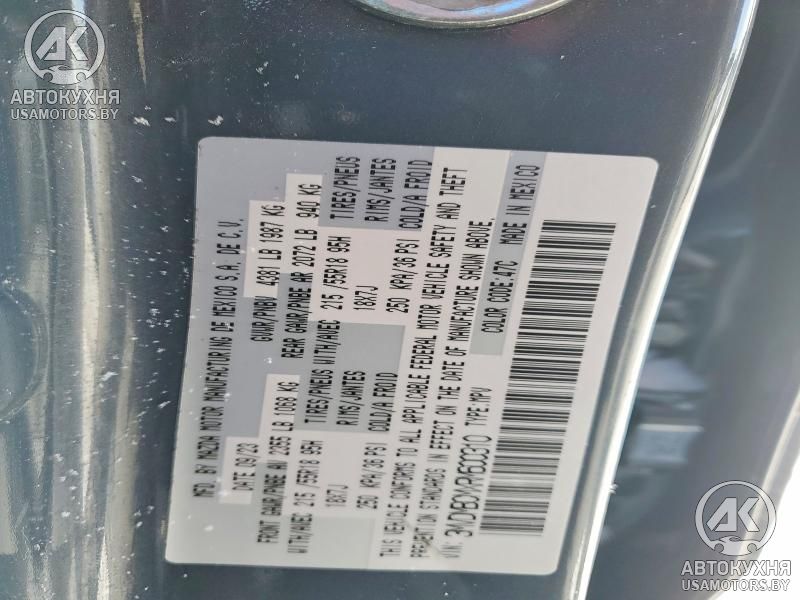 AK
АВТОКУХНЯ
USAMOTORS.BY
MFD. BY MAZDA MOTOR MANUFACTURING DE MEXICO S.A. DE C.V.
DATE: 09/23 GVWR/PNBV 4381 LB 1987 KG
FRONT GAWR/PNBE AV 2355 LB 1068 KG REAR GAWR/PNBE AR 2072 LB 940 KG
WITH/AVEC 215 /55R18 95H TIRES/PNEUS WITH/AVEC 215 /55R18 95H TIRES/PNEUS
18X7J RIMS/JANTES 18X7J RIMS/JANTES
250 KPA/36 PSI COLD/A FROID 250 KPA/36 PSI COLD/A FROID
THIS VEHICLE CONFORMS TO ALL APPLICABLE FEDERAL MOTOR VEHICLE SAFETY AND THEFT
PREVENTION STANDARDS IN EFFECT ON THE DATE OF MANUFACTURE SHOWN ABOVE.
VIN: TYPE:MPV COLOR CODE:47C MADE IN MEXICO
AK
АВТОКУХНЯ
USAMOTORS.BY